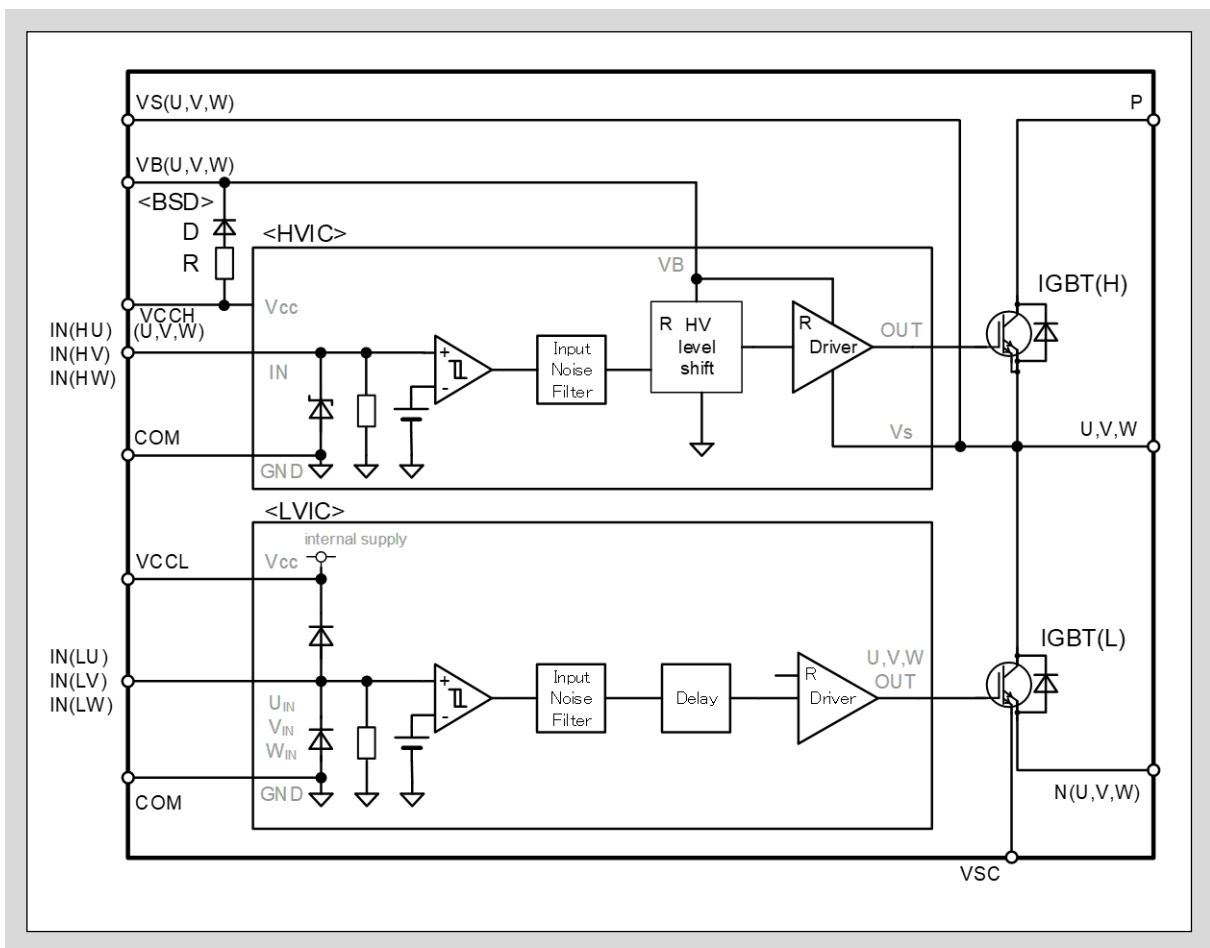 VS(U,V,W)
P
VB(U,V,W)
<BSD>
D
<HVIC>
R
VB
IGBT(H)
VCCH
(U,V,W)
Vcc
IN(HU)
IN(HV)
IN(HW)
IN
+
-
Input
Noise
Filter
R HV
level
shift
R
Driver
OUT
COM
GND
Vs
U,V,W
<LVIC>
internal supply
VCCL
Vcc
IGBT(L)
IN(LU)
IN(LV)
IN(LW)
UIN
VIN
WIN
+
-
Input
Noise
Filter
Delay
R
Driver
U,V,W
OUT
COM
GND
N(U,V,W)
VSC